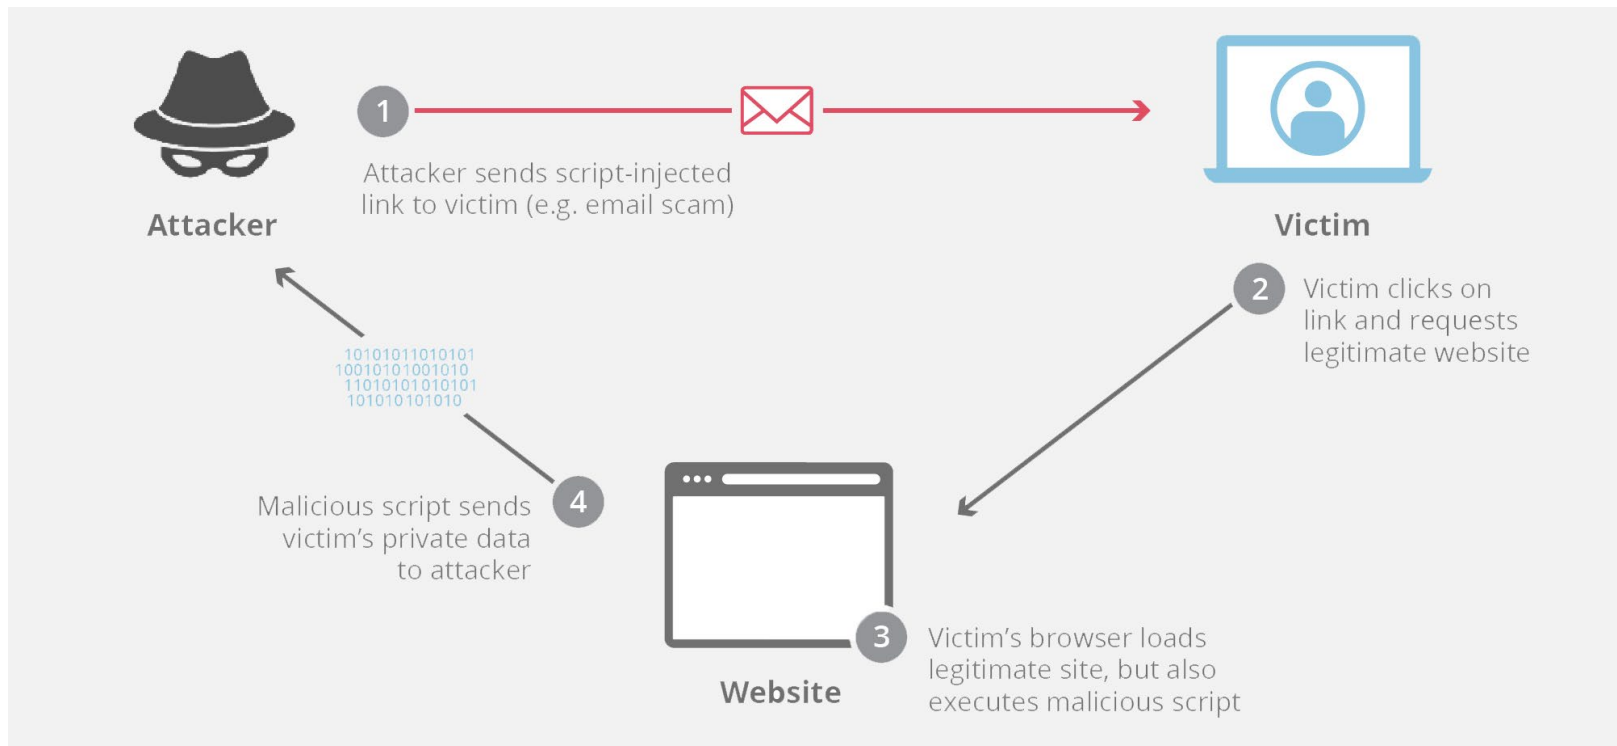 1
Attacker sends script-injected
link to victim (e.g. email scam)
Attacker
Victim
2
Victim clicks on
link and requests
legitimate website
10101011010101
10010101001010
11010101010101
101010101010
4
Malicious script sends
victim's private data
to attacker
3
Victim's browser loads
legitimate site, but also
executes malicious script
Website